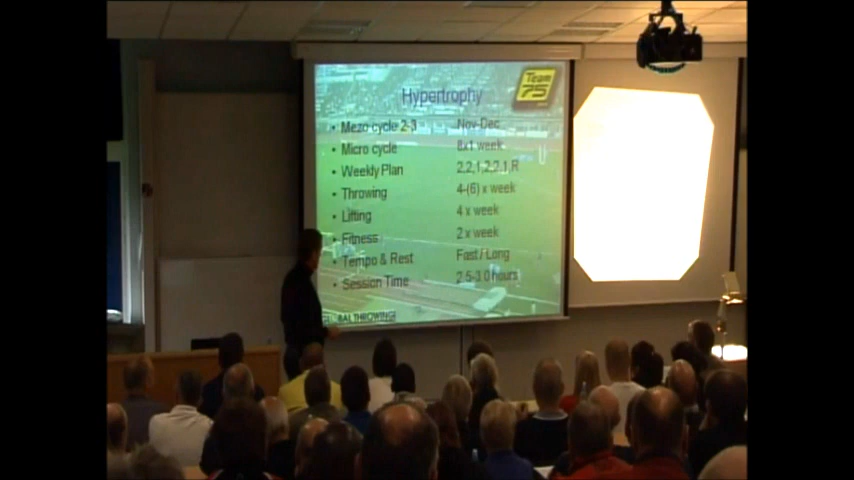 Team
75
Hypertrophy
• Mezo cycle 2-3 Nov-Dec
• Micro cycle 8x1 week
• Weekly Plan 2,2,1,2,2,1,R
• Throwing 4-(6) x week
• Lifting 4 x week
• Fitness 2 x week
• Tempo & Rest Fast / Long
• Session Time 2.5-3.0 hours
GLOBAL THROWING